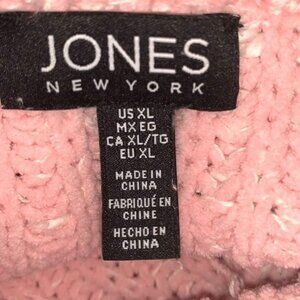 JONES
NEW YORK
US XL
MX EG
CA XL/TG
EU XL
MADE IN
CHINA
FABRIQUÉ EN
CHINE
HECHO EN
CHINA